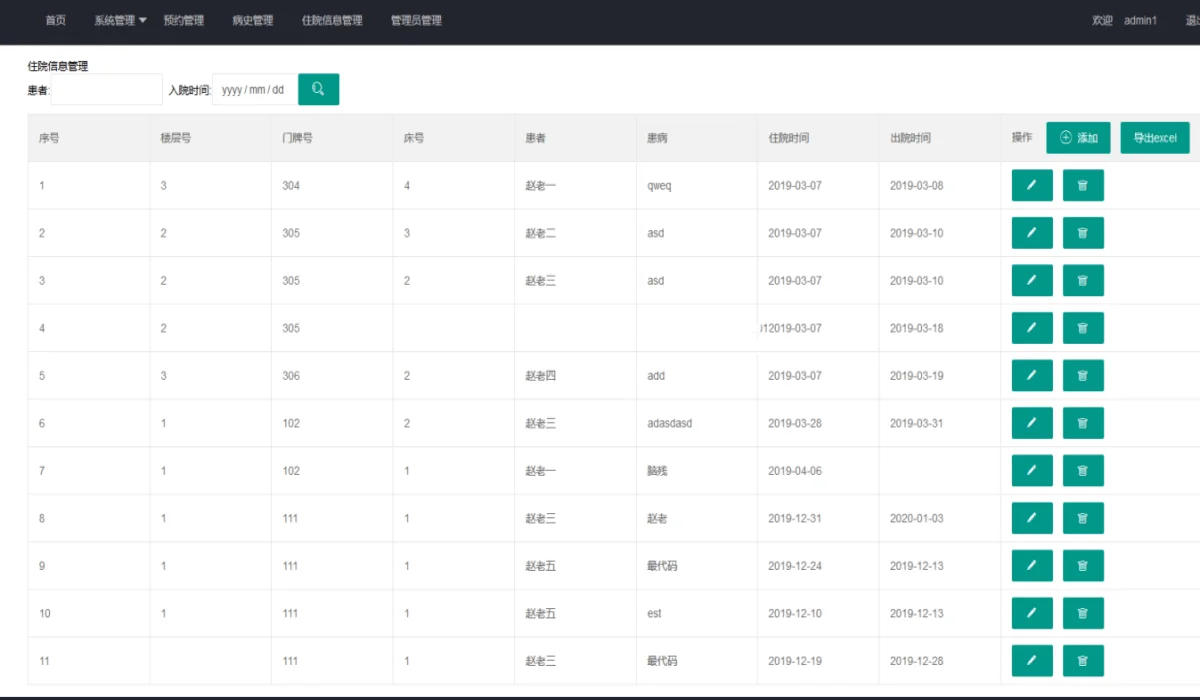 首页 系统管理 预约管理 病史管理 住院信息管理 管理员管理 欢迎 admin1
住院信息管理
患者: 入院时间: yyyy / mm / dd
序号 楼层号 门牌号 床号 患者 患病 住院时间 出院时间 操作 添加 导出excel
1 3 304 4 赵老一 qweq 2019-03-07 2019-03-08
2 2 305 3 赵老二 asd 2019-03-07 2019-03-10
3 2 305 2 赵老三 asd 2019-03-07 2019-03-10
4 2 305 2019-03-07 2019-03-18
5 3 306 2 赵老四 add 2019-03-07 2019-03-19
6 1 102 2 赵老三 adasdasd 2019-03-28 2019-03-31
7 1 102 1 赵老一 脑残 2019-04-06
8 1 111 1 赵老三 赵老 2019-12-31 2020-01-03
9 1 111 1 赵老五 最代码 2019-12-24 2019-12-13
10 1 111 1 赵老五 est 2019-12-10 2019-12-13
11 111 1 赵老三 最代码 2019-12-19 2019-12-28